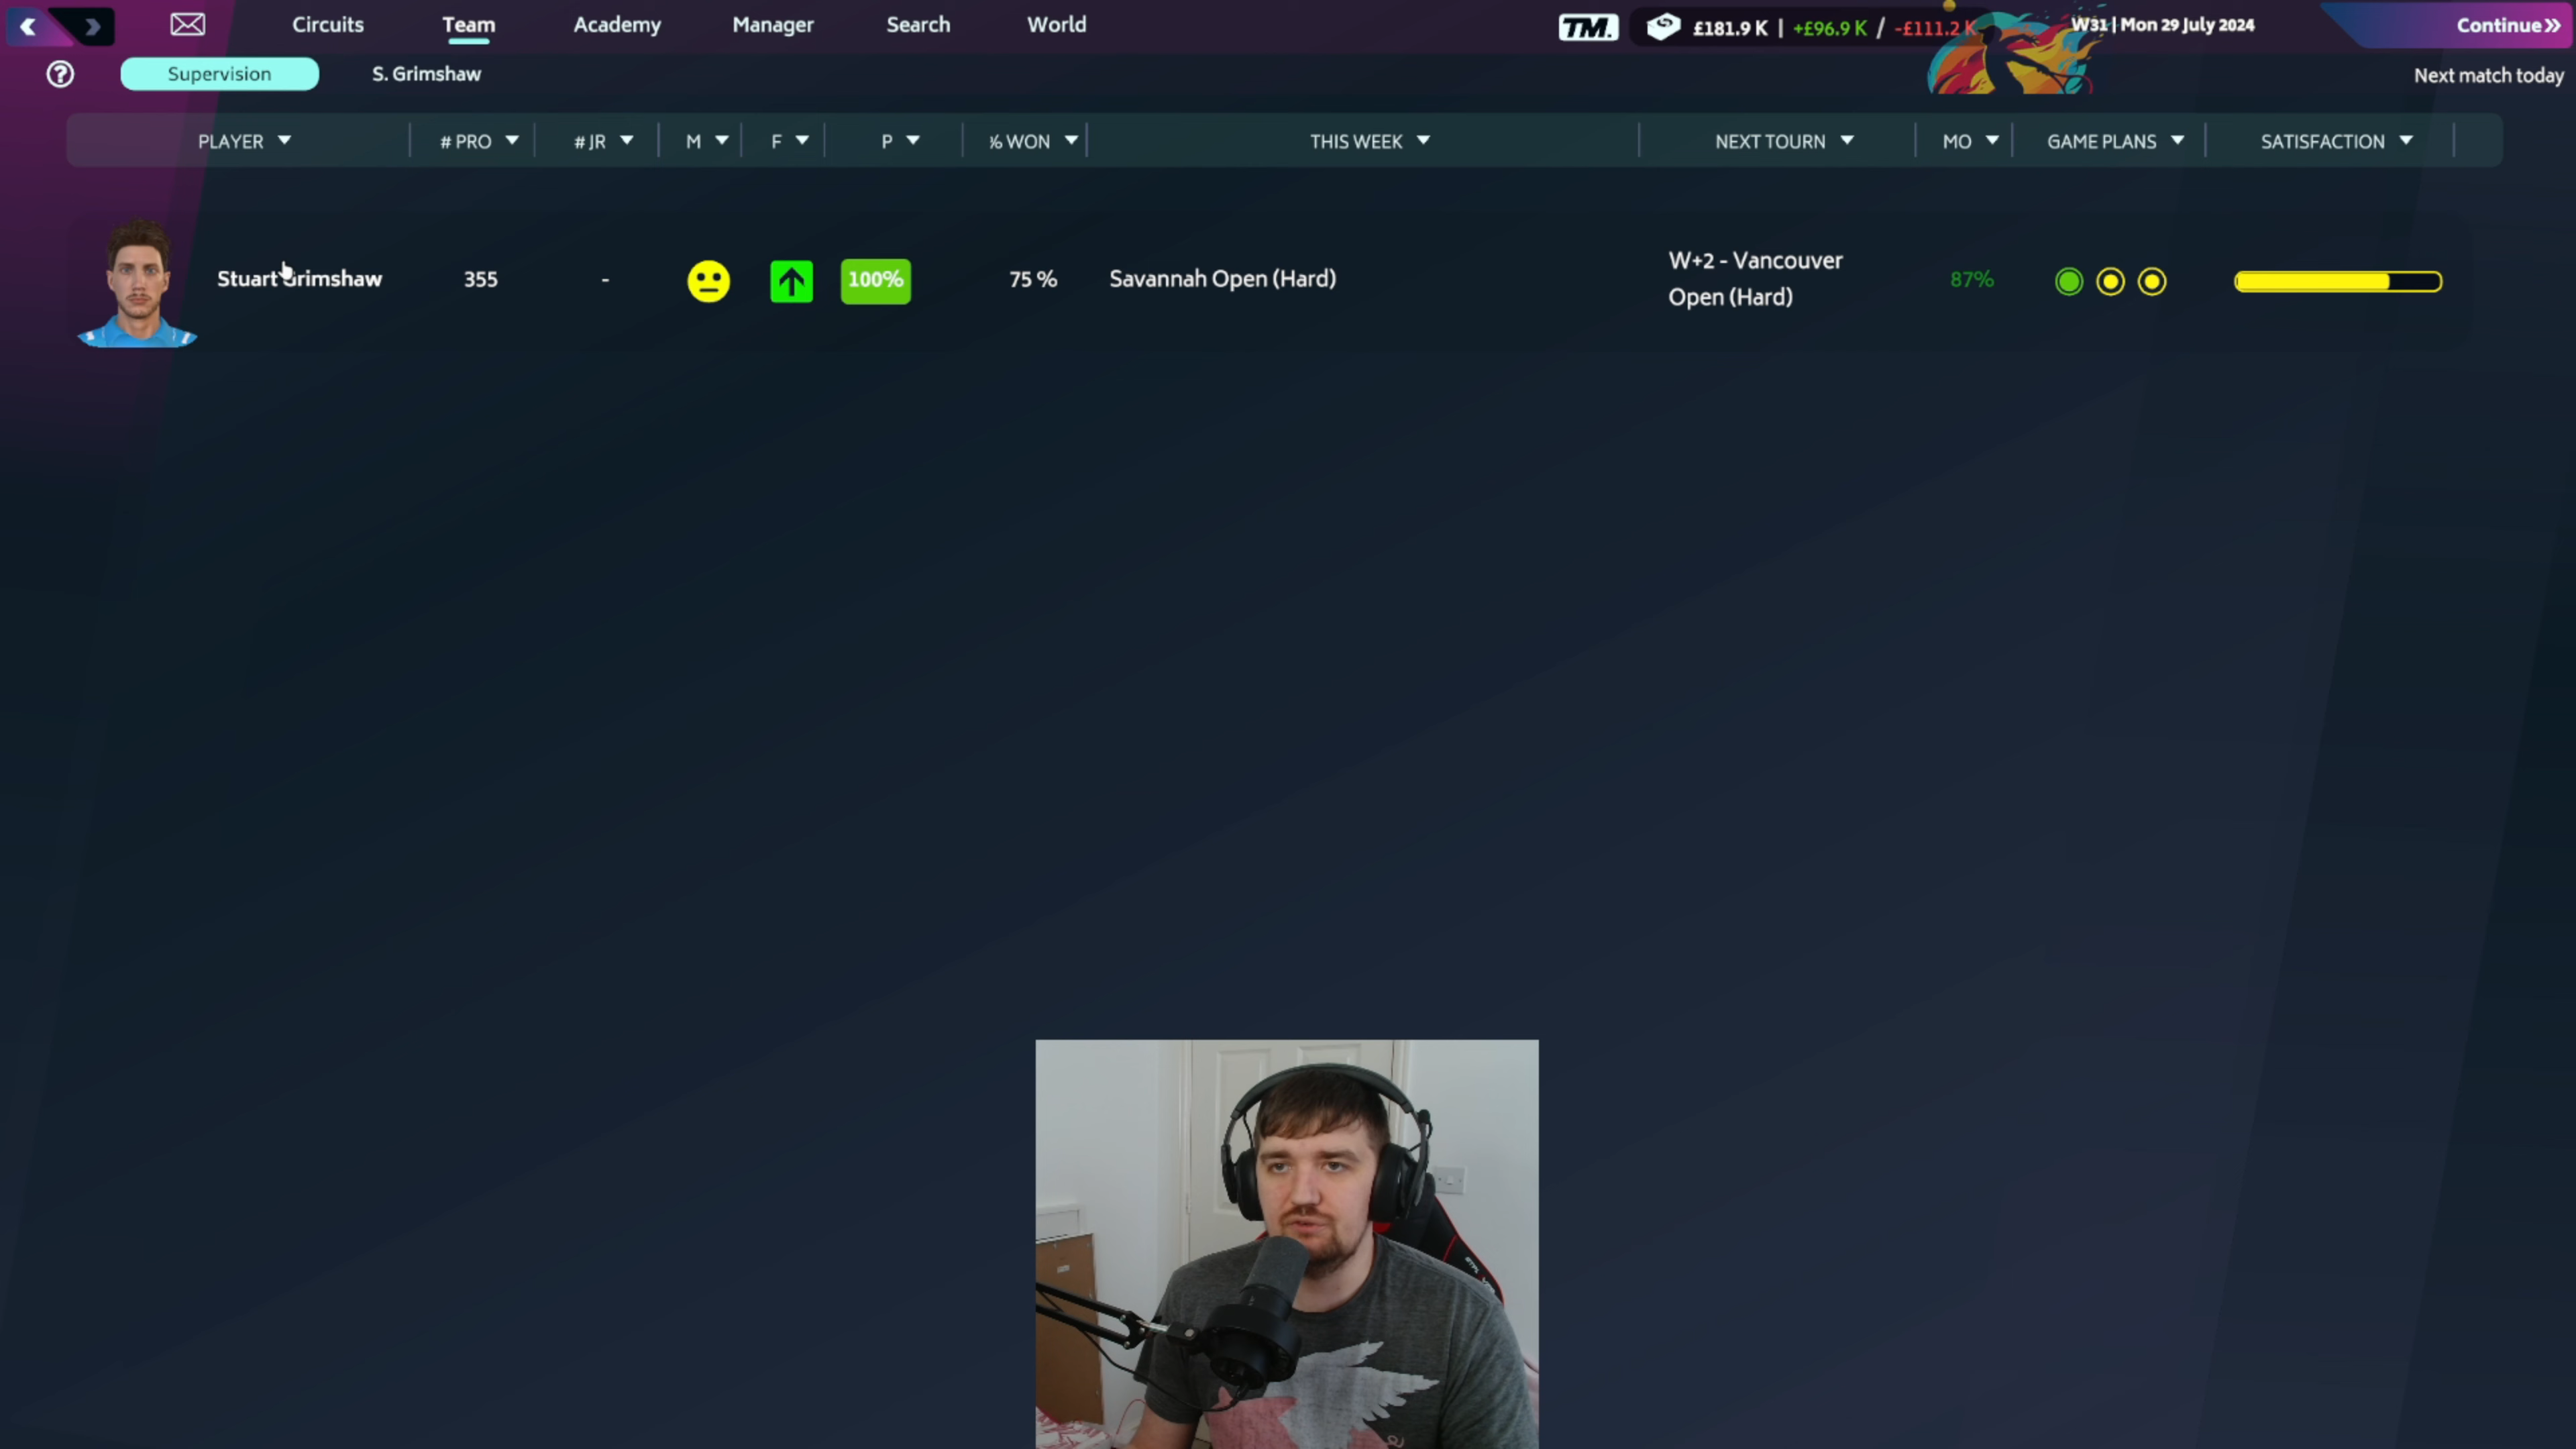 Circuits Team Academy Manager Search World TM. £181.9 K | +£96.9 K / -£111.2 K W31 | Mon 29 July 2024 Continue
Supervision S. Grimshaw Next match today
PLAYER # PRO # JR M F P % WON THIS WEEK NEXT TOURN MO GAME PLANS SATISFACTION
Stuart Grimshaw 355 - 100% 75 % Savannah Open (Hard) W+2 - Vancouver Open (Hard) 87%